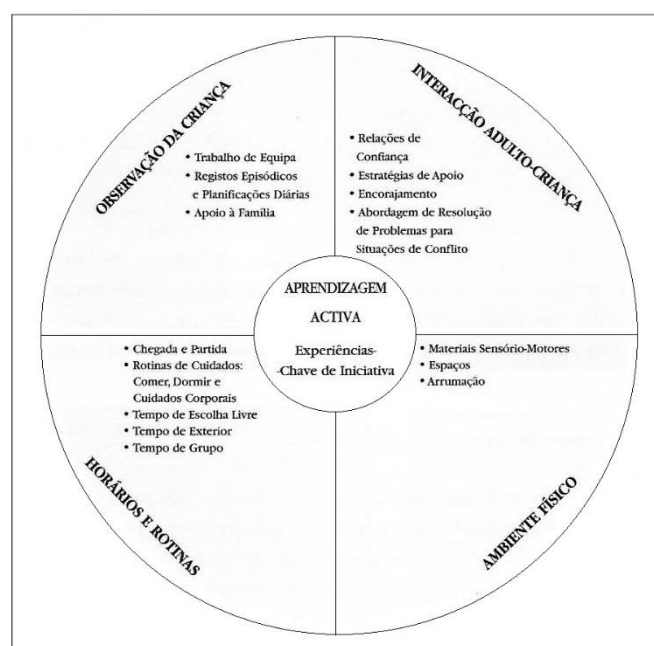 OBSERVAÇÃO DA CRIANÇA
• Trabalho de Equipa
• Registos Episódicos
e Planificações Diárias
• Apoio à Família
INTERACÇÃO ADULTO-CRIANÇA
• Relações de
Confiança
• Estratégias de Apoio
• Encorajamento
• Abordagem de Resolução
de Problemas para
Situações de Conflito
APRENDIZAGEM
ACTIVA
Experiências-
-Chave de Iniciativa
• Chegada e Partida
• Rotinas de Cuidados:
Comer, Dormir e
Cuidados Corporais
• Tempo de Escolha Livre
• Tempo de Exterior
• Tempo de Grupo
HORÁRIOS E ROTINAS
• Materiais Sensório-Motores
• Espaços
• Arrumação
AMBIENTE FÍSICO